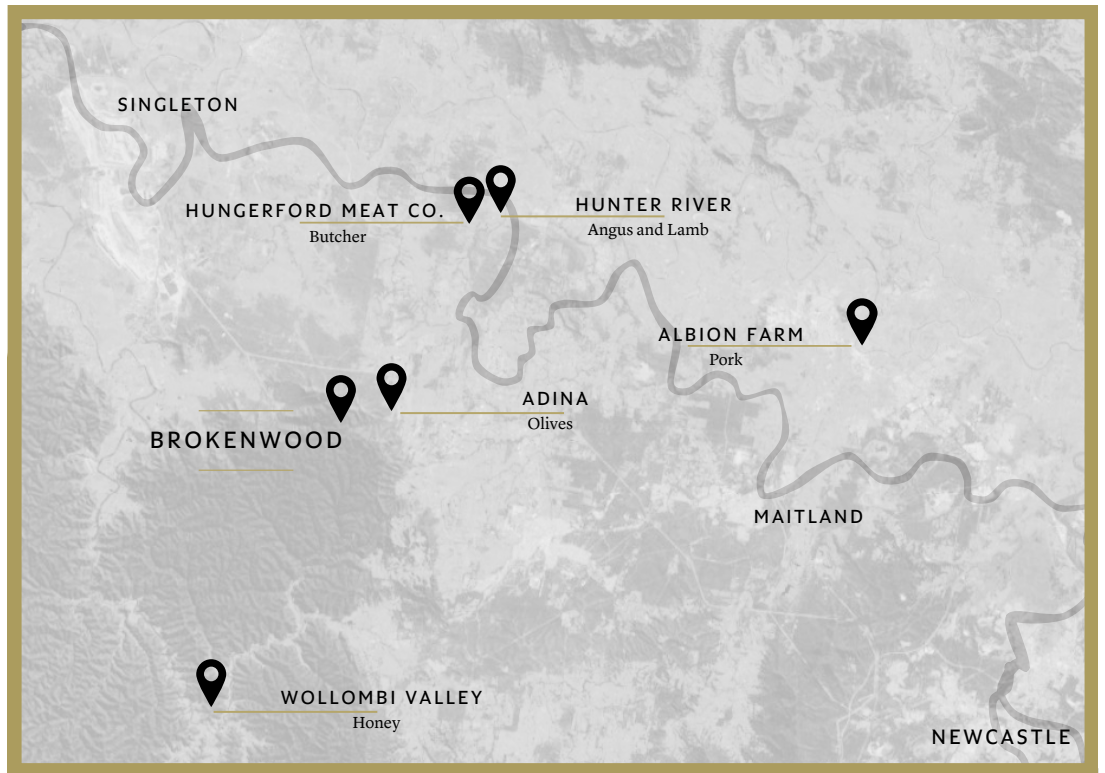 SINGLETON
HUNGERFORD MEAT CO.
Butcher
HUNTER RIVER
Angus and Lamb
ALBION FARM
Pork
ADINA
Olives
BROKENWOOD
MAITLAND
WOLLOMBI VALLEY
Honey
NEWCASTLE